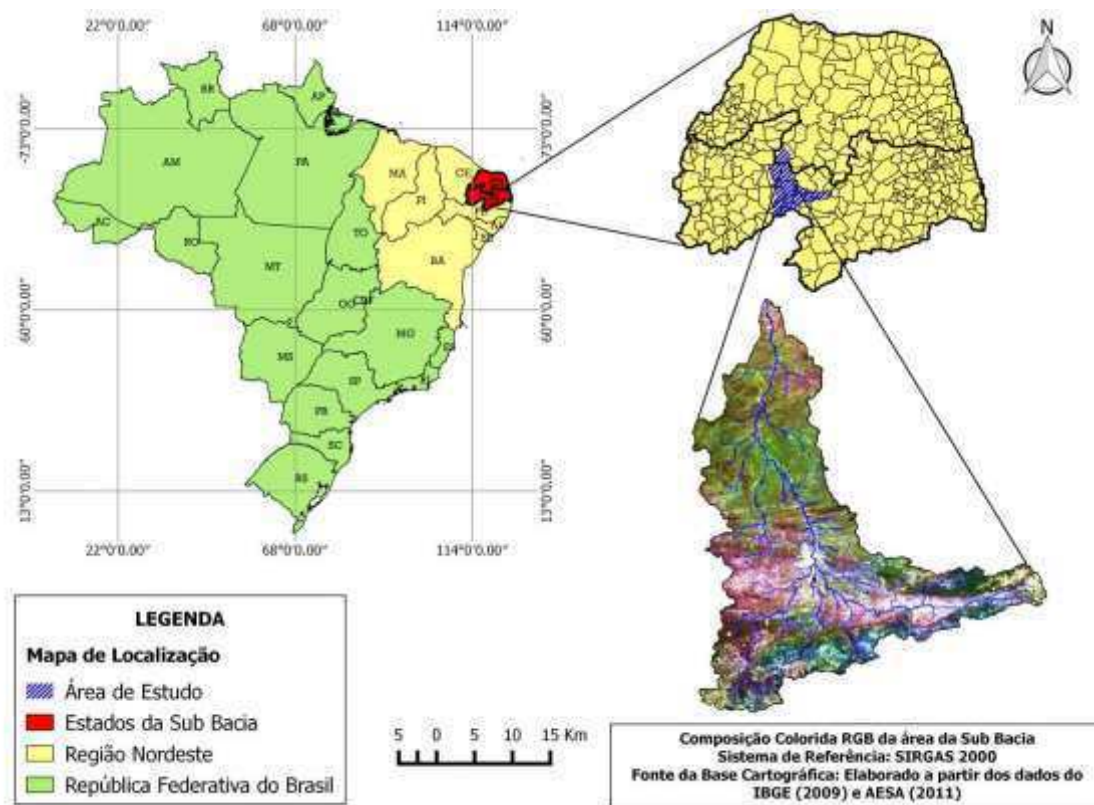 22°0'0.00"
68°0'0.00"
114°0'0.00"
N
-73°0'0.00"
-73°0'0.00"
AP
AM
PA
MA
CE
PI
AC
RO
TO
MT
BA
GO
60°0'0.00"
60°0'0.00"
MG
MS
SP
PR
SC
RS
13°0'0.00"
13°0'0.00"
22°0'0.00"
68°0'0.00"
114°0'0.00"
LEGENDA
Mapa de Localização
Área de Estudo
Estados da Sub Bacia
Região Nordeste
República Federativa do Brasil
5 0 5 10 15 Km
Composição Colorida RGB da área da Sub Bacia
Sistema de Referência: SIRGAS 2000
Fonte da Base Cartográfica: Elaborado a partir dos dados do
IBGE (2009) e AESA (2011)